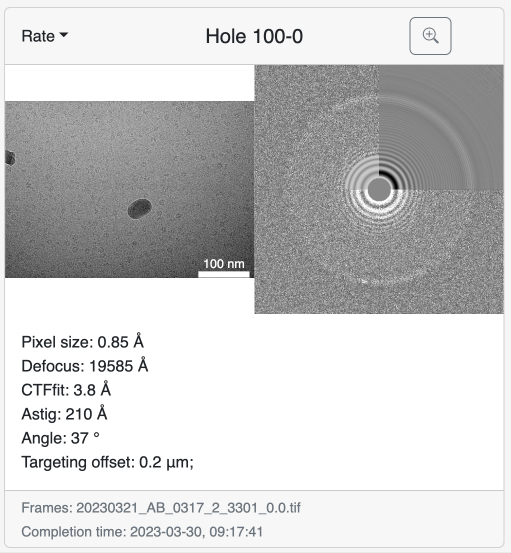 Rate
Hole 100-0
100 nm
Pixel size: 0.85 Å
Defocus: 19585 Å
CTFfit: 3.8 Å
Astig: 210 Å
Angle: 37 °
Targeting offset: 0.2 μm;
Frames: 20230321_AB_0317_2_3301_0.0.tif
Completion time: 2023-03-30, 09:17:41